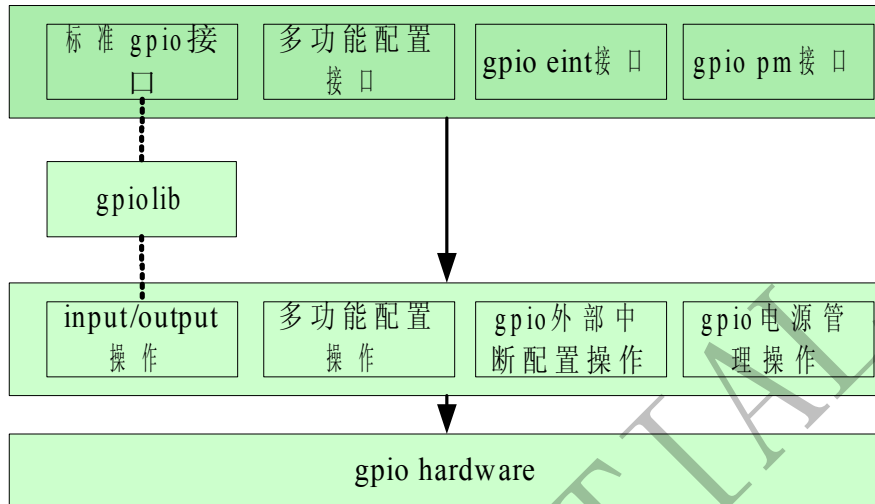 标准 gpio接
口
多功能配置
接口
gpio eint接口
gpio pm接口
gpiolib
input/output
操作
多功能配置
操作
gpio外部中
断配置操作
gpio电源管
理操作
gpio hardware
TIAL